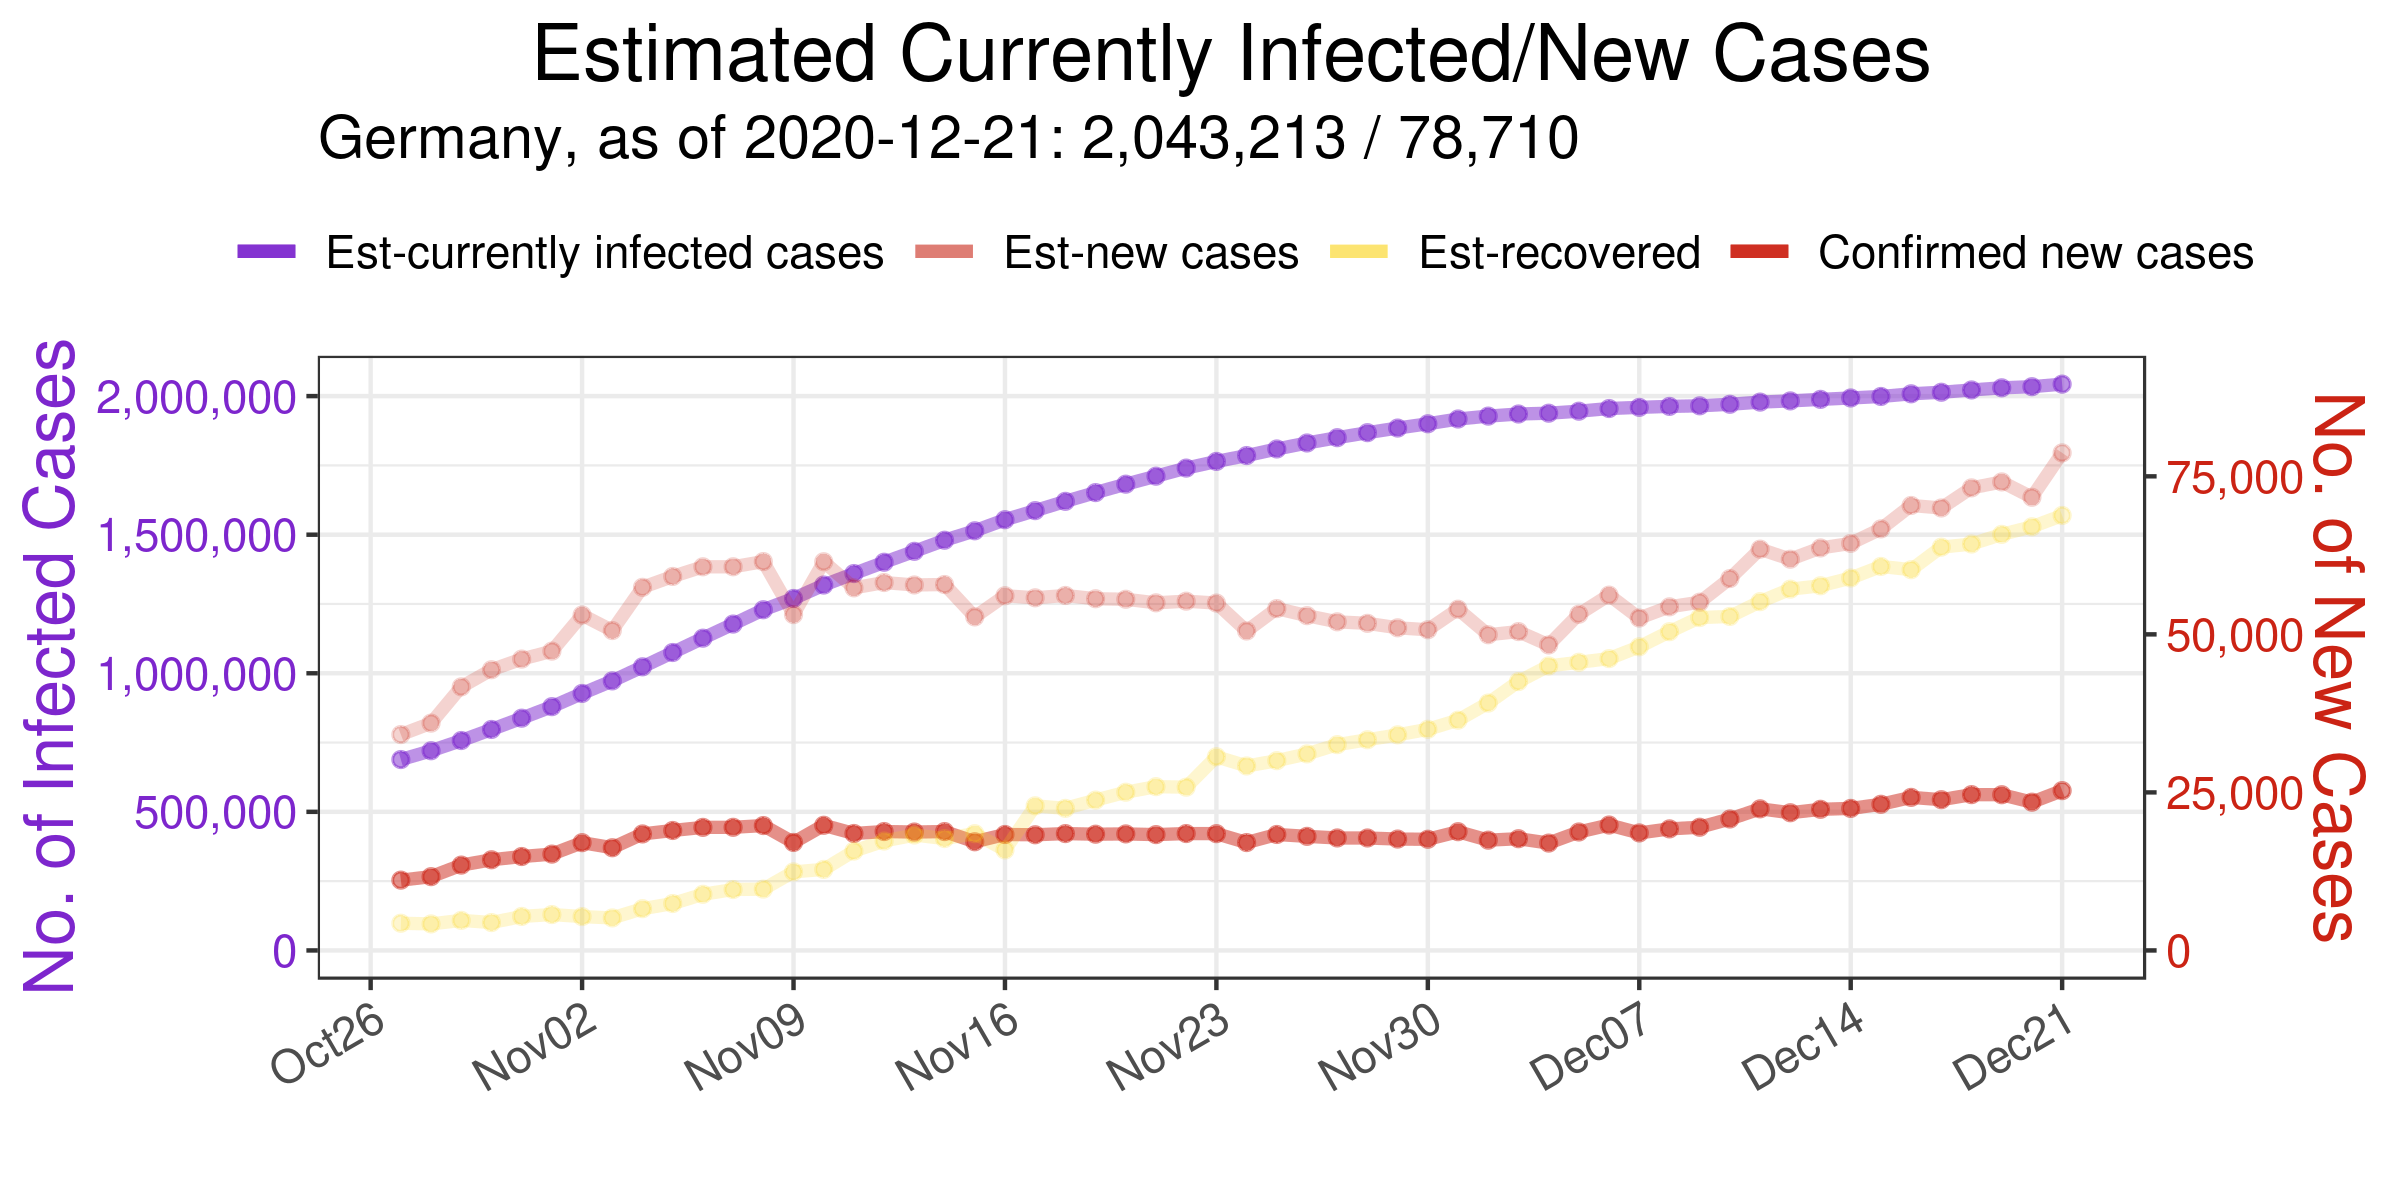 Estimated Currently Infected/New Cases
Germany, as of 2020-12-21: 2,043,213 / 78,710
Est-currently infected cases
Est-new cases
Est-recovered
Confirmed new cases
No. of Infected Cases
2,000,000
1,500,000
1,000,000
500,000
0
75,000
50,000
25,000
0
No. of New Cases
Oct26
Nov02
Nov09
Nov16
Nov23
Nov30
Dec07
Dec14
Dec21